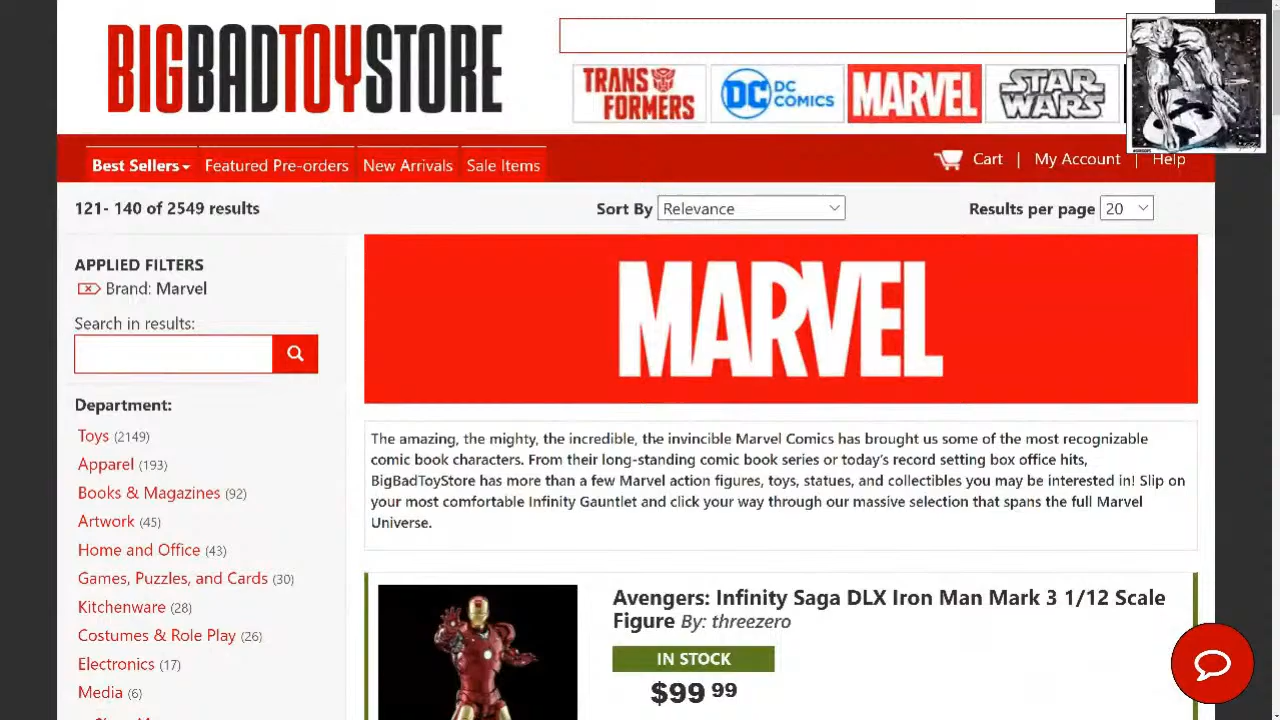 BIGBADTOYSTORE
TRANSFORMERS
DC
DC COMICS
MARVEL
STAR WARS
Best Sellers
Featured Pre-orders
New Arrivals
Sale Items
Cart | My Account | Help
121- 140 of 2549 results
Sort By Relevance
Results per page 20
APPLIED FILTERS
Brand: Marvel
Search in results:
Department:
Toys (2149)
Apparel (193)
Books & Magazines (92)
Artwork (45)
Home and Office (43)
Games, Puzzles, and Cards (30)
Kitchenware (28)
Costumes & Role Play (26)
Electronics (17)
Media (6)
MARVEL
The amazing, the mighty, the incredible, the invincible Marvel Comics has brought us some of the most recognizable
comic book characters. From their long-standing comic book series or today's record setting box office hits,
BigBadToyStore has more than a few Marvel action figures, toys, statues, and collectibles you may be interested in! Slip on
your most comfortable Infinity Gauntlet and click your way through our massive selection that spans the full Marvel
Universe.
Avengers: Infinity Saga DLX Iron Man Mark 3 1/12 Scale
Figure By: threezero
IN STOCK
$99 99